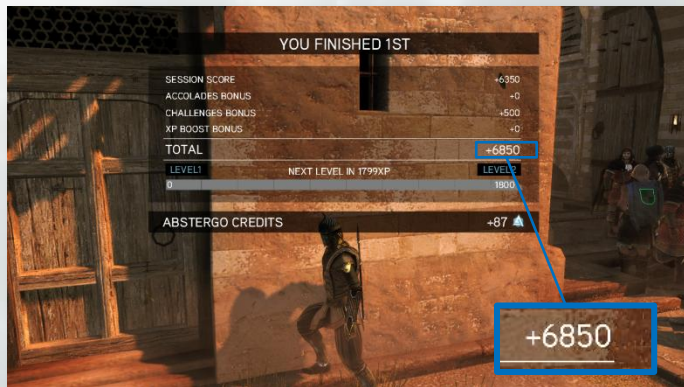 YOU FINISHED 1ST
SESSION SCORE +6350
ACCOLADES BONUS +0
CHALLENGES BONUS +500
XP BOOST BONUS +0
TOTAL +6850
LEVEL1 NEXT LEVEL IN 1799XP LEVEL2
0 1800
ABSTERGO CREDITS +87
+6850